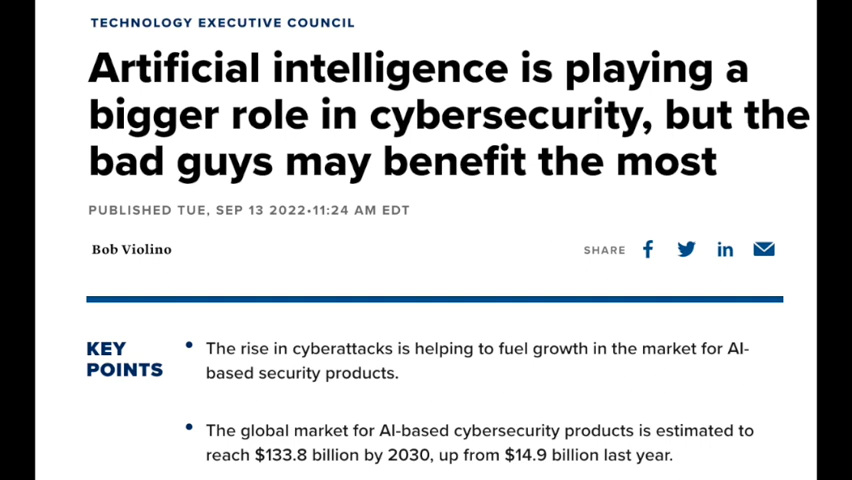 TECHNOLOGY EXECUTIVE COUNCIL
Artificial intelligence is playing a
bigger role in cybersecurity, but the
bad guys may benefit the most
PUBLISHED TUE, SEP 13 2022•11:24 AM EDT
Bob Violino
SHARE
KEY
POINTS
• The rise in cyberattacks is helping to fuel growth in the market for AI-
based security products.
• The global market for AI-based cybersecurity products is estimated to
reach $133.8 billion by 2030, up from $14.9 billion last year.